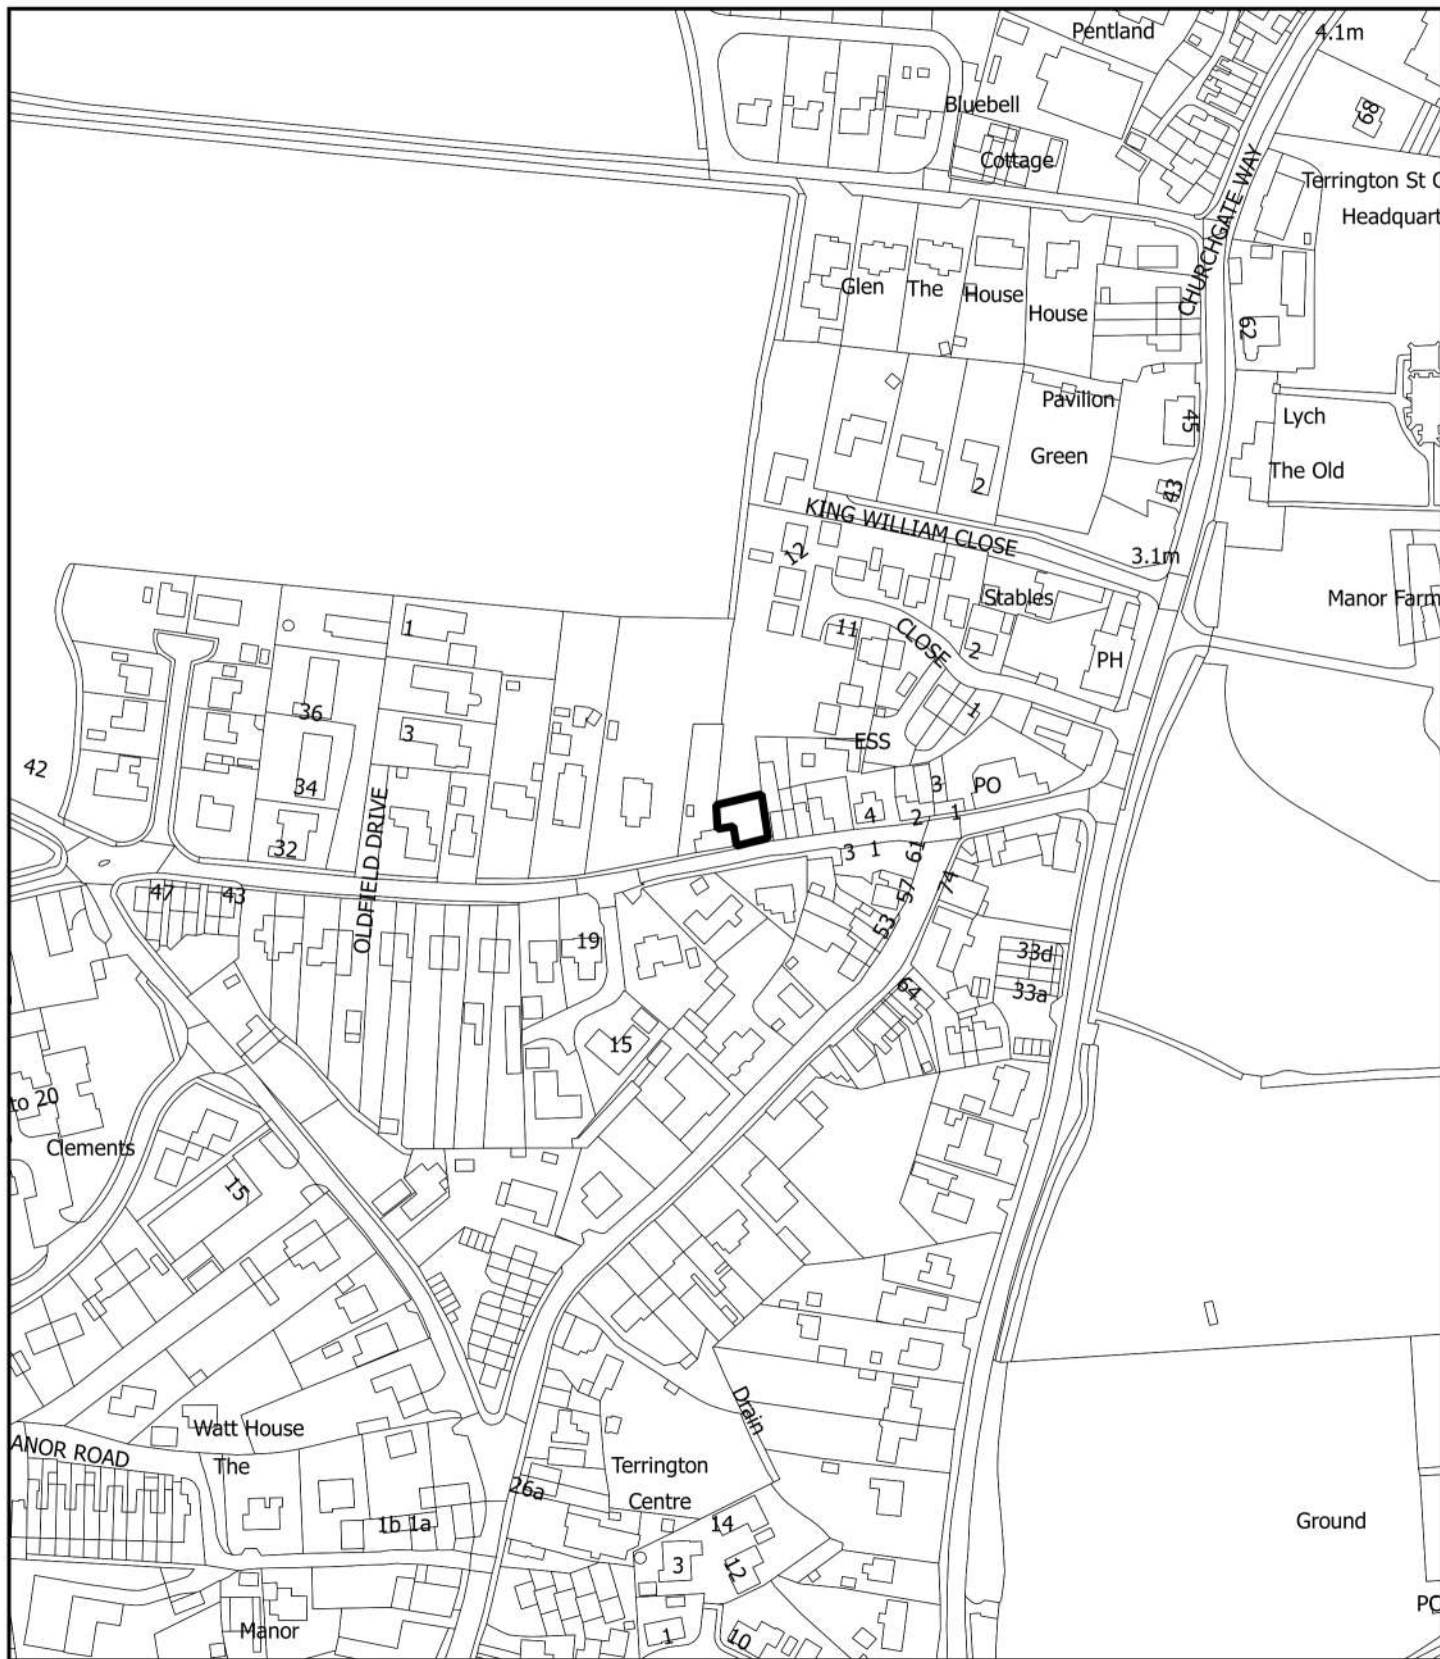 Pentland
4.1m
Bluebell
68
Cottage
CHURCHGATE WAY
Terrington St C
Headquart
Glen
The
House
House
62
Pavilion
45
Lych
Green
The Old
2
43
KING WILLIAM CLOSE
12
3.1m
Stables
Manor Farm
11
CLOSE
2
PH
1
36
1
3
ESS
42
34
3
PO
4
2
1
32
OLDFIELD DRIVE
3
1
61
47
43
57
74
53
19
33d
64
33a
15
to 20
Clements
15
Drain
Watt House
ANOR ROAD
The
Terrington
26a
Centre
1b 1a
14
Ground
3
12
PO
Manor
1
10